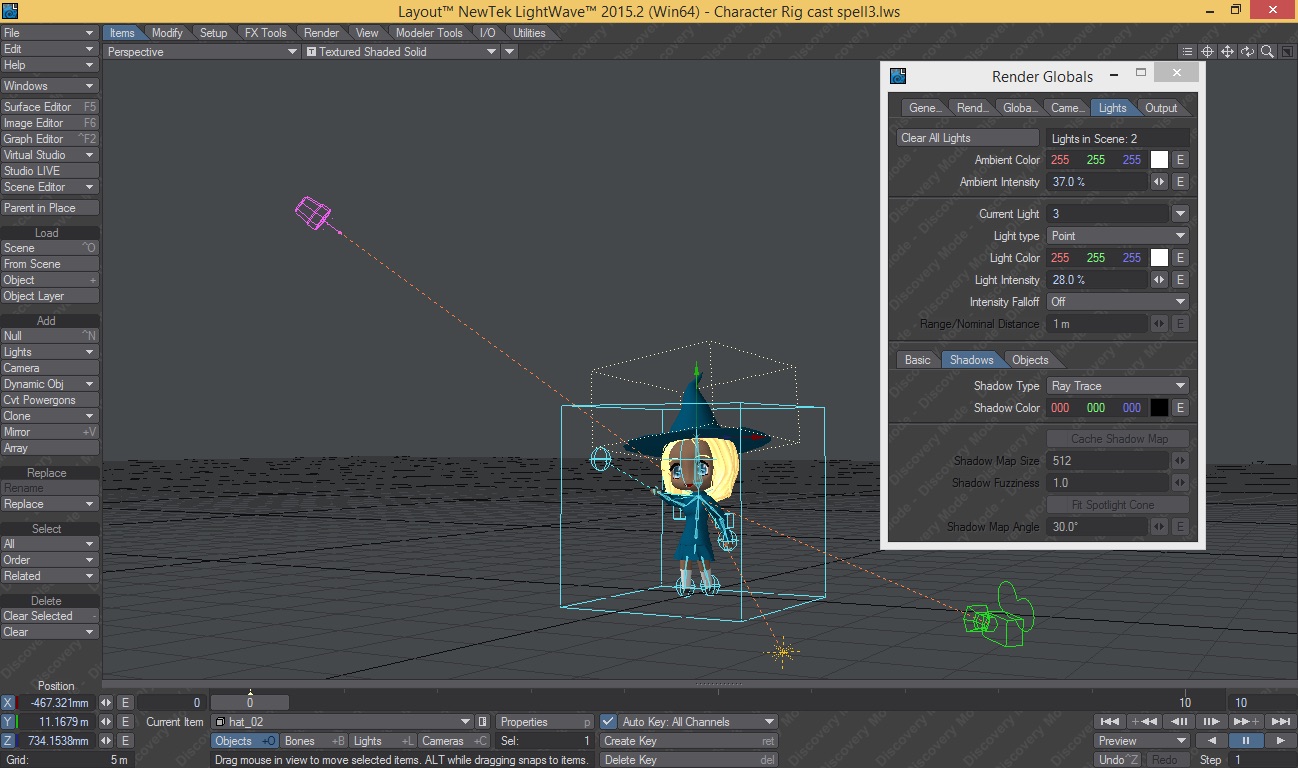 Layout™ NewTek LightWave™ 2015.2 (Win64) - Character Rig cast spell3.lws
File
Edit
Help
Windows
Surface Editor F5
Image Editor F6
Graph Editor ^F2
Virtual Studio
Studio LIVE
Scene Editor
Parent in Place
Load
Scene ^O
From Scene
Object +
Object Layer
Add
Null ^N
Lights
Camera
Dynamic Obj
Cvt Powergons
Clone
Mirror +V
Array
Replace
Rename
Replace
Select
All
Order
Related
Delete
Clear Selected -
Clear
Items Modify Setup FX Tools Render View Modeler Tools I/O Utilities
Perspective T Textured Shaded Solid
Render Globals
Gene... Rend... Globa... Came... Lights Output
Clear All Lights Lights in Scene: 2
Ambient Color 255 255 255 E
Ambient Intensity 37.0 % E
Current Light 3
Light type Point
Light Color 255 255 255 E
Light Intensity 28.0 % E
Intensity Falloff Off
Range/Nominal Distance 1 m E
Basic Shadows Objects
Shadow Type Ray Trace
Shadow Color 000 000 000 E
Cache Shadow Map
Shadow Map Size 512
Shadow Fuzziness 1.0
Fit Spotlight Cone
Shadow Map Angle 30.0° E
Position
X -467.321mm E 0 0 10 10
Y 11.1679 m E Current Item hat_02 Properties p Auto Key: All Channels
Z 734.1538mm E Objects +O Bones +B Lights +L Cameras +C Sel: 1 Create Key ret Preview
Grid: 5 m Drag mouse in view to move selected items. ALT while dragging snaps to items. Delete Key del Undo ^Z Redo Step 1
Discovery Mode - Discovery Mode - Discovery Mode